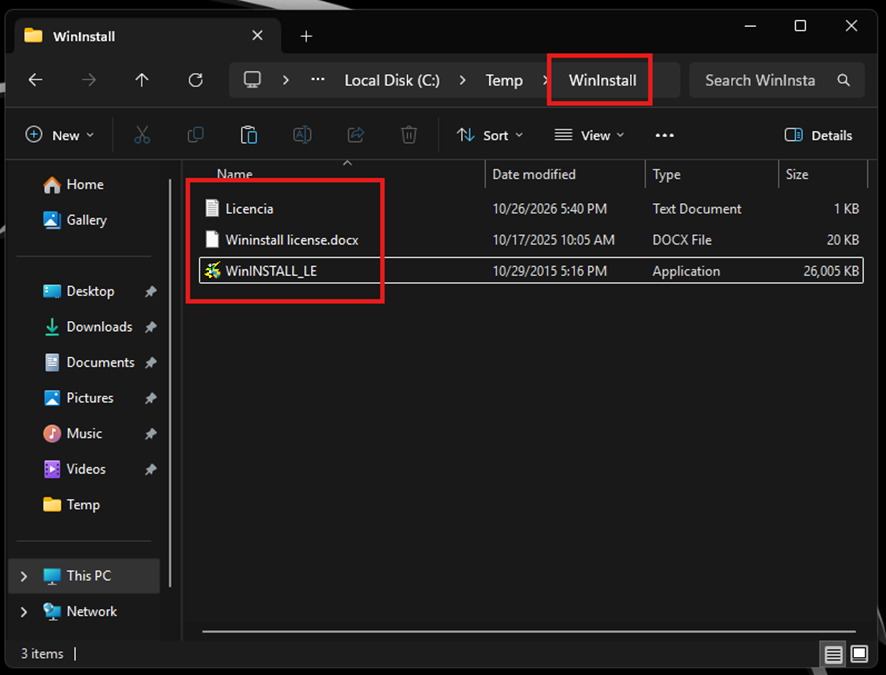 WinInstall
Local Disk (C:) Temp WinInstall Search WinInsta
New Sort View Details
Name Date modified Type Size
Home
Gallery
Licencia 10/26/2026 5:40 PM Text Document 1 KB
Wininstall license.docx 10/17/2025 10:05 AM DOCX File 20 KB
WinINSTALL_LE 10/29/2015 5:16 PM Application 26,005 KB
Desktop
Downloads
Documents
Pictures
Music
Videos
Temp
This PC
Network
3 items